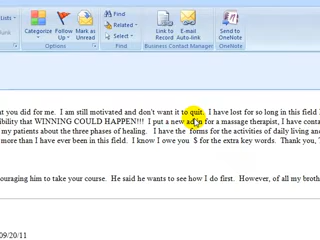 Categorize Follow Up Mark as Unread
Find Related Select
Link to Record E-mail Auto-link
Send to OneNote
Options Find Business Contact Manager OneNote
t you did for me. I am still motivated and don't want it to quit. I have lost for so long in this field I
ibility that WINNING COULD HAPPEN!!! I put a new ad in for a massage therapist, I have conta
my patients about the three phases of healing. I have the forms for the activities of daily living an
more than I have ever been in this field. I know I owe you $ for the extra key words. Thank you, T
ouraging him to take your course. He said he wants to see how I do first. However, of all my broth
09/20/11